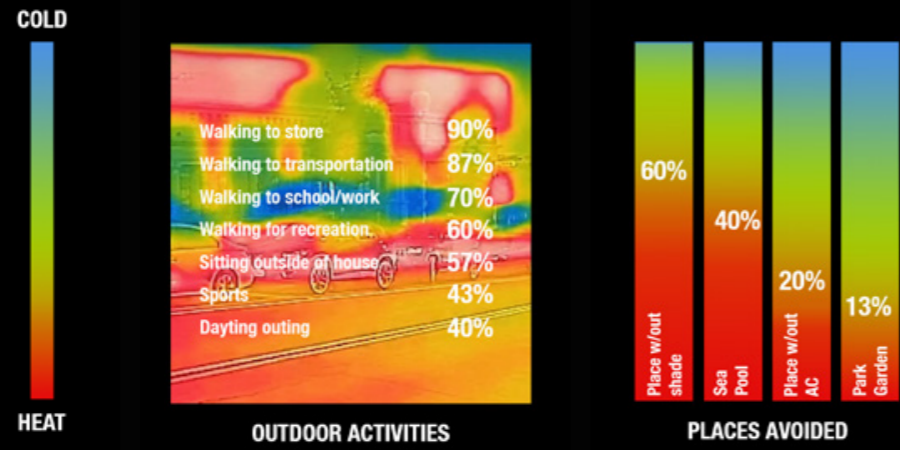 COLD
HEAT
Walking to store 90%
Walking to transportation 87%
Walking to school/work 70%
Walking for recreation. 60%
Sitting outside of house 57%
Sports 43%
Dayting outing 40%
OUTDOOR ACTIVITIES
60%
Place w/out
shade
40%
Sea
Pool
20%
Place w/out
AC
13%
Park
Garden
PLACES AVOIDED